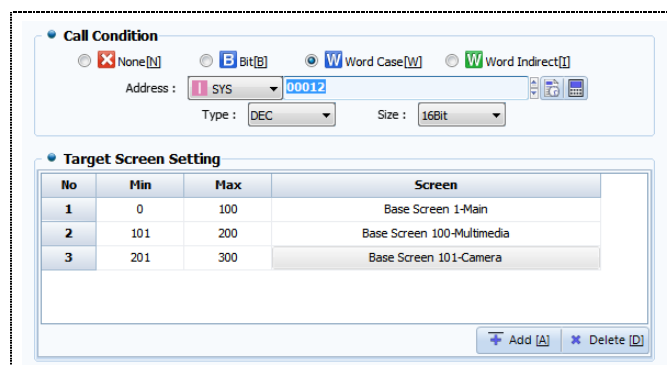 Call Condition
None[N] B Bit[B] W Word Case[W] W Word Indirect[I]
Address : I SYS 00012
Type : DEC Size : 16Bit
Target Screen Setting
No Min Max Screen
1 0 100 Base Screen 1-Main
2 101 200 Base Screen 100-Multimedia
3 201 300 Base Screen 101-Camera
Add [A] Delete [D]